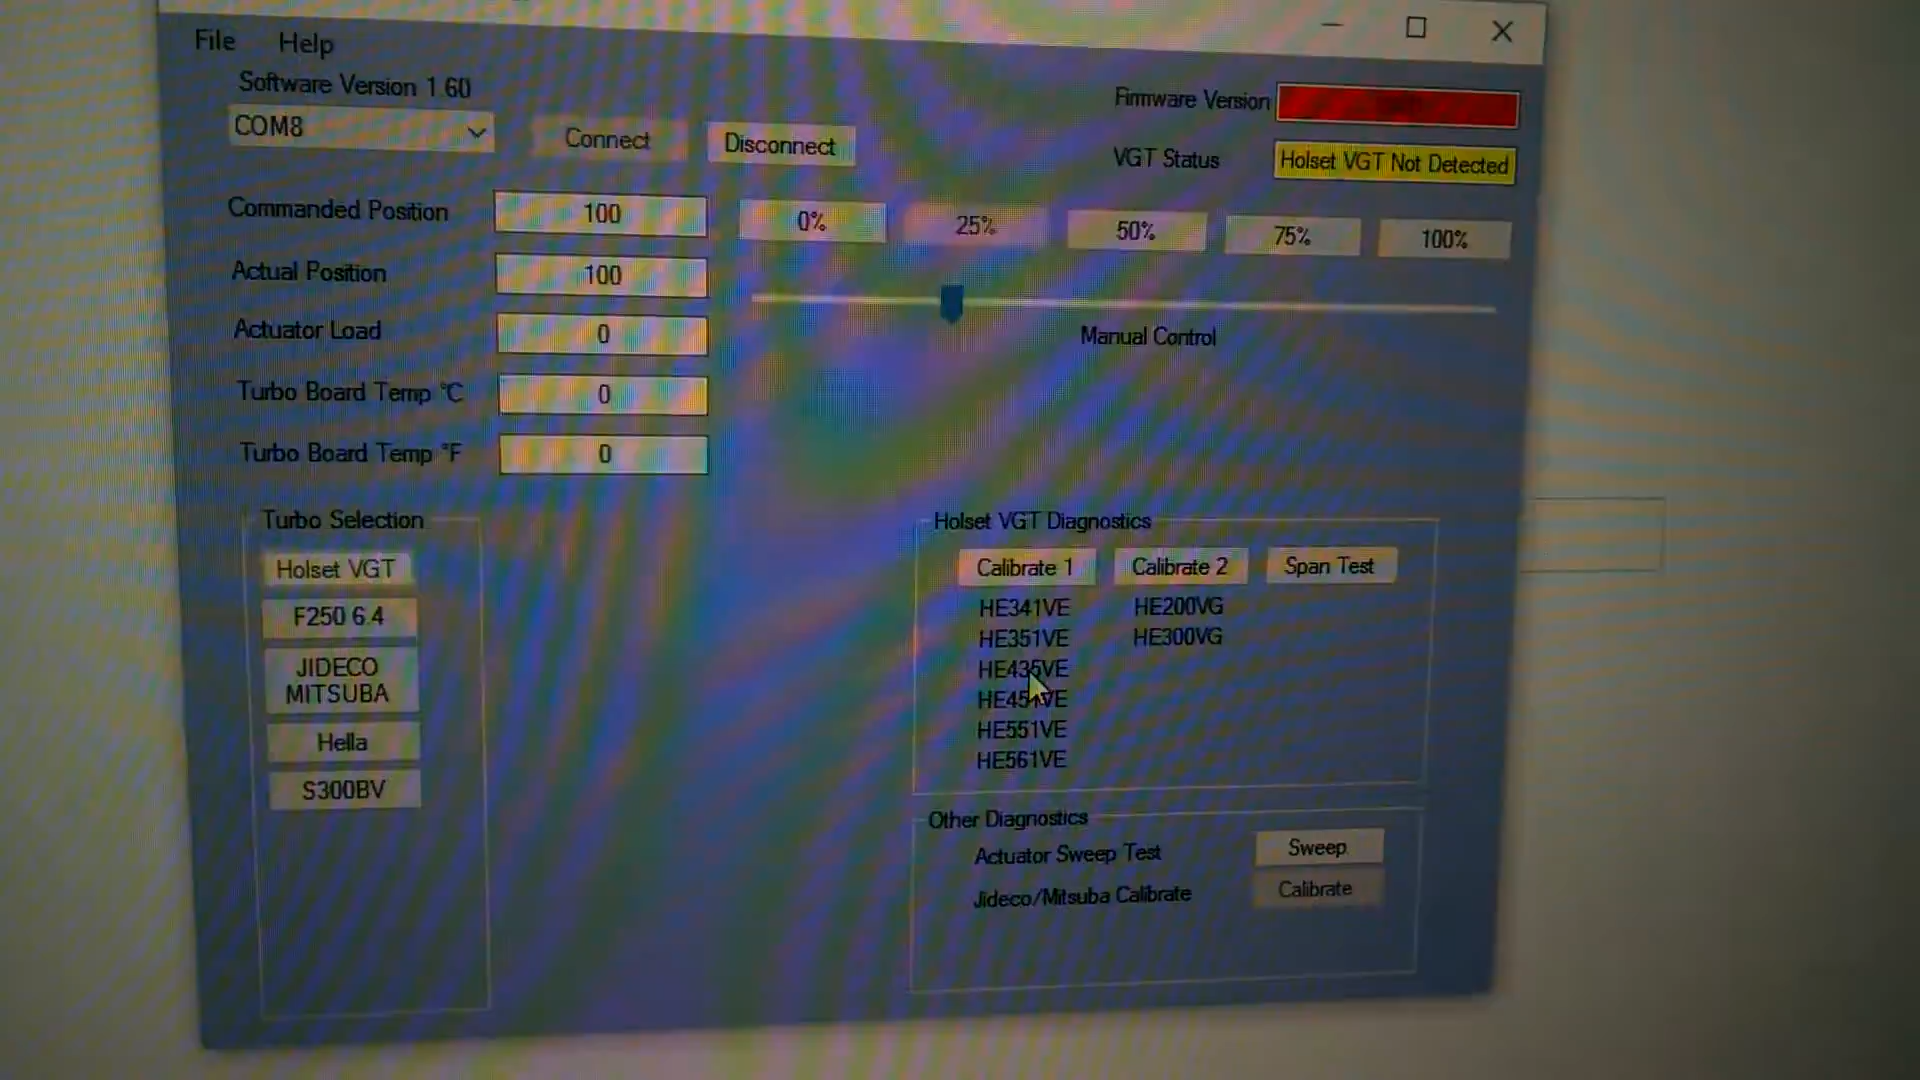 File Help
Software Version 1.60
COM8
Connect
Disconnect
Firmware Version
VGT Status
Holset VGT Not Detected
Commanded Position
100
0%
25%
50%
75%
100%
Actual Position
100
Actuator Load
0
Manual Control
Turbo Board Temp °C
0
Turbo Board Temp °F
0
Turbo Selection
Holset VGT
F250 6.4
JIDECO
MITSUBA
Hella
S300BV
Holset VGT Diagnostics
Calibrate 1
Calibrate 2
Span Test
HE341VE
HE200VG
HE351VE
HE300VG
HE435VE
HE451VE
HE551VE
HE561VE
Other Diagnostics
Actuator Sweep Test
Sweep
Jideco/Mitsuba Calibrate
Calibrate